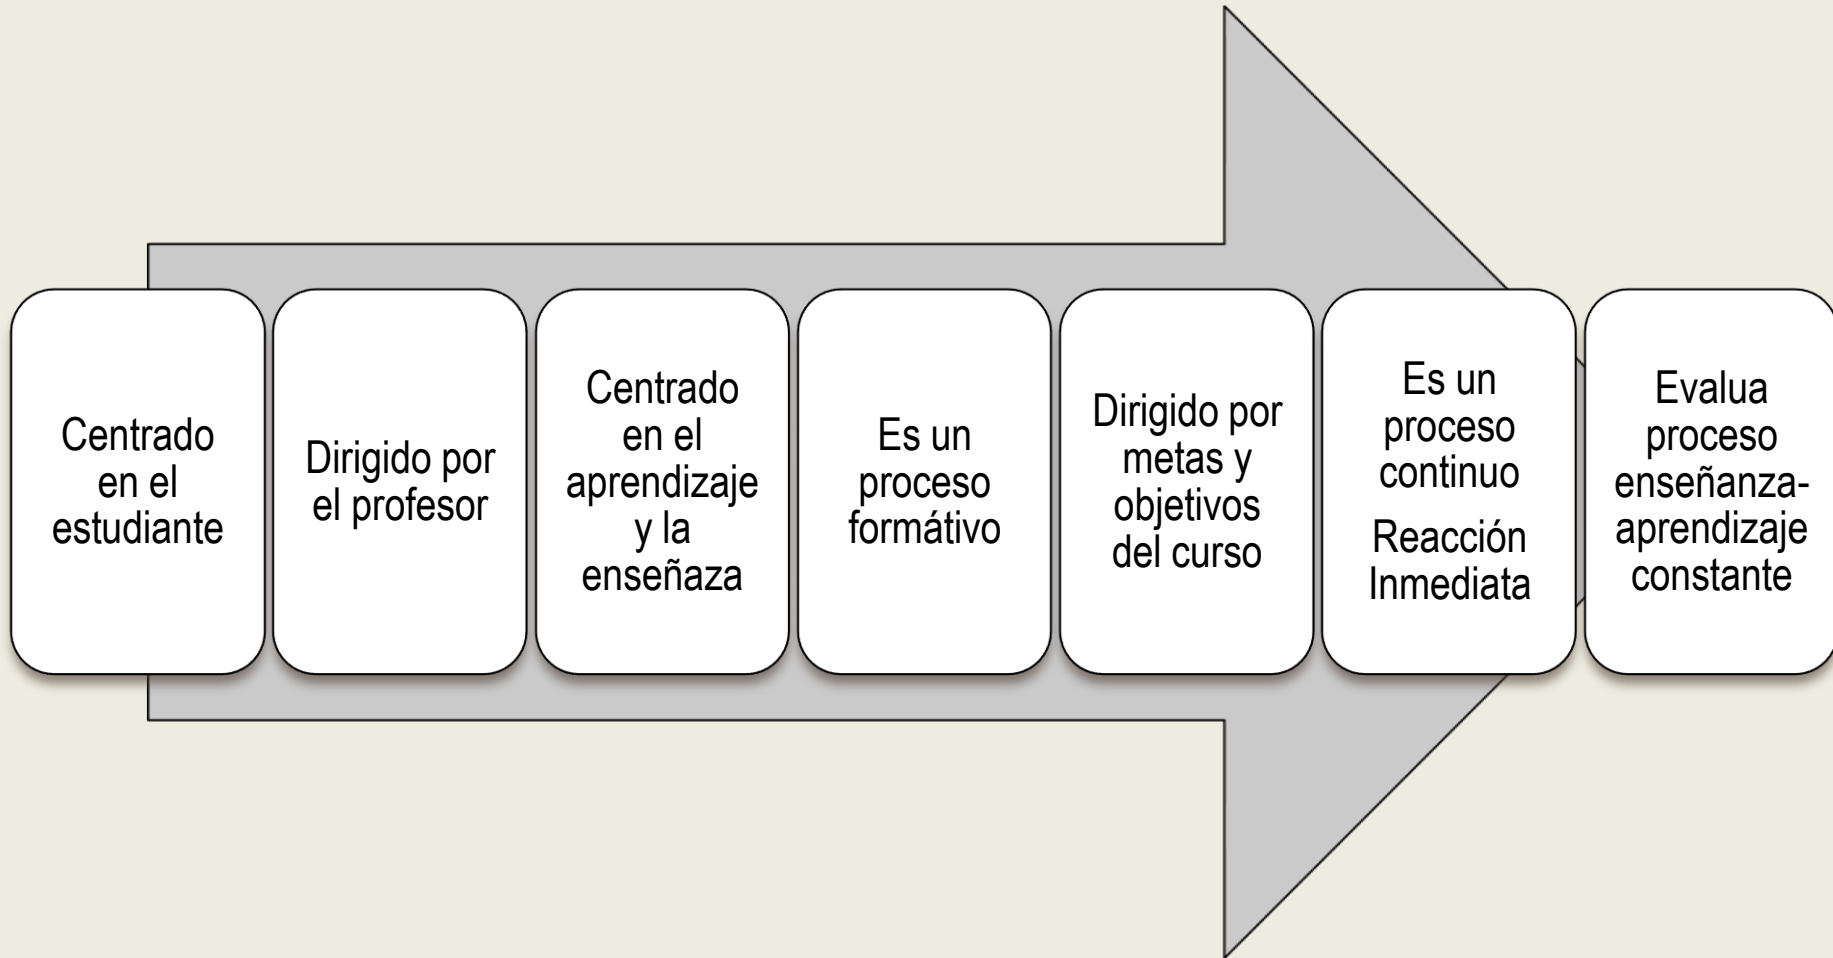 Centrado
en el
estudiante
Dirigido por
el profesor
Centrado
en el
aprendizaje
y la
enseñaza
Es un
proceso
formátivo
Dirigido por
metas y
objetivos
del curso
Es un
proceso
continuo
Reacción
Inmediata
Evalua
proceso
enseñanza-
aprendizaje
constante